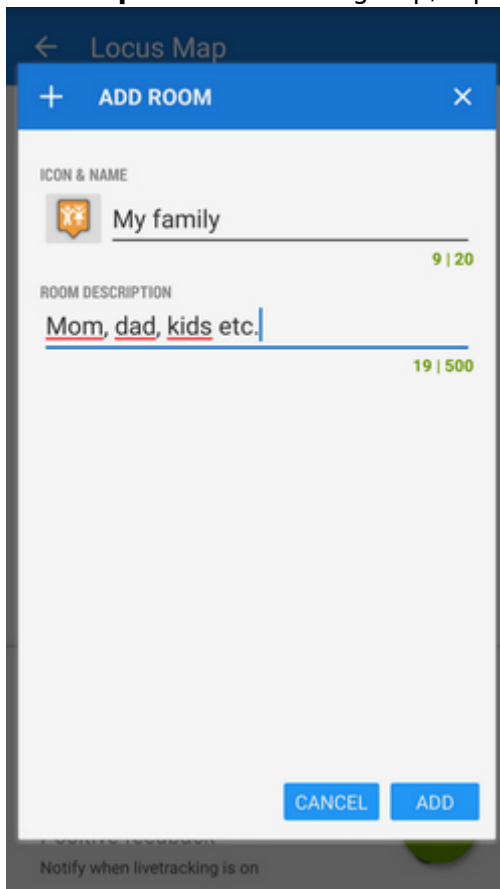 ← Locus Map
+ ADD ROOM ×
ICON & NAME
My family
9 | 20
ROOM DESCRIPTION
Mom, dad, kids etc.
19 | 500
CANCEL ADD
Notify when livetracking is on